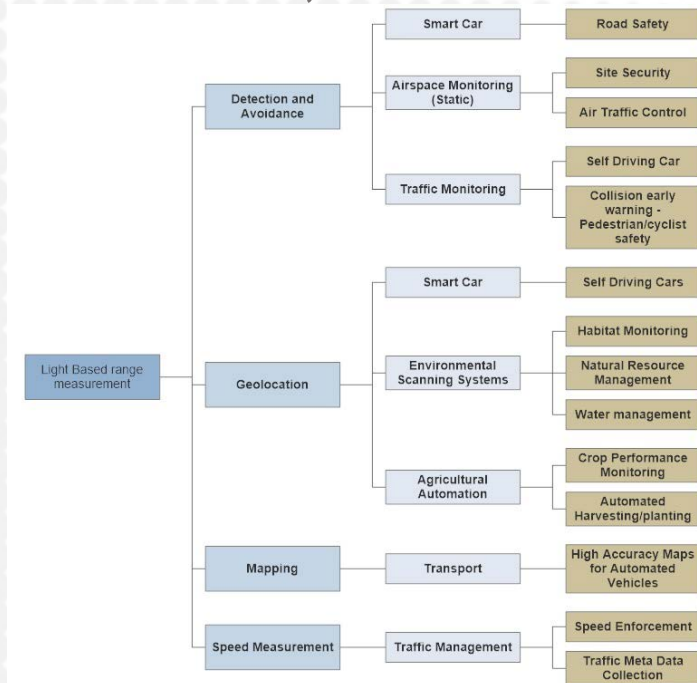 Smart Car
Road Safety
Detection and
Avoidance
Airspace Monitoring
(Static)
Site Security
Air Traffic Control
Traffic Monitoring
Self Driving Car
Collision early
warning -
Pedestrian/cyclist
safety
Light Based range
measurement
Geolocation
Smart Car
Self Driving Cars
Environmental
Scanning Systems
Habitat Monitoring
Natural Resource
Management
Water management
Agricultural
Automation
Crop Performance
Monitoring
Automated
Harvesting/planting
Mapping
Transport
High Accuracy Maps
for Automated
Vehicles
Speed Measurement
Traffic Management
Speed Enforcement
Traffic Meta Data
Collection